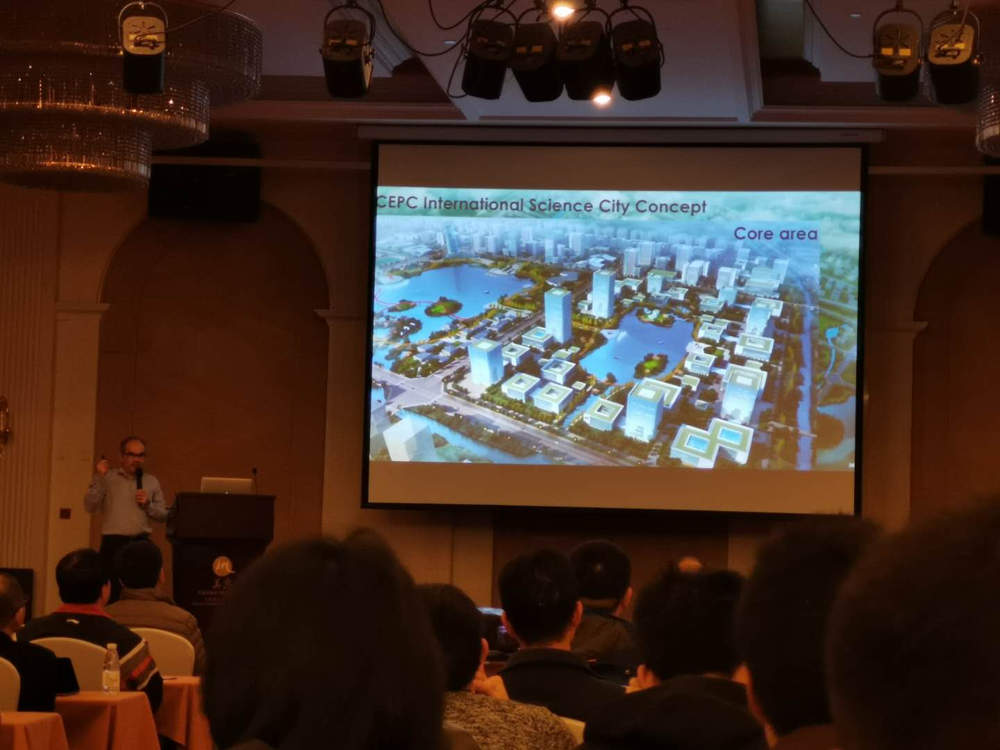 CEPC International Science City Concept
Core area